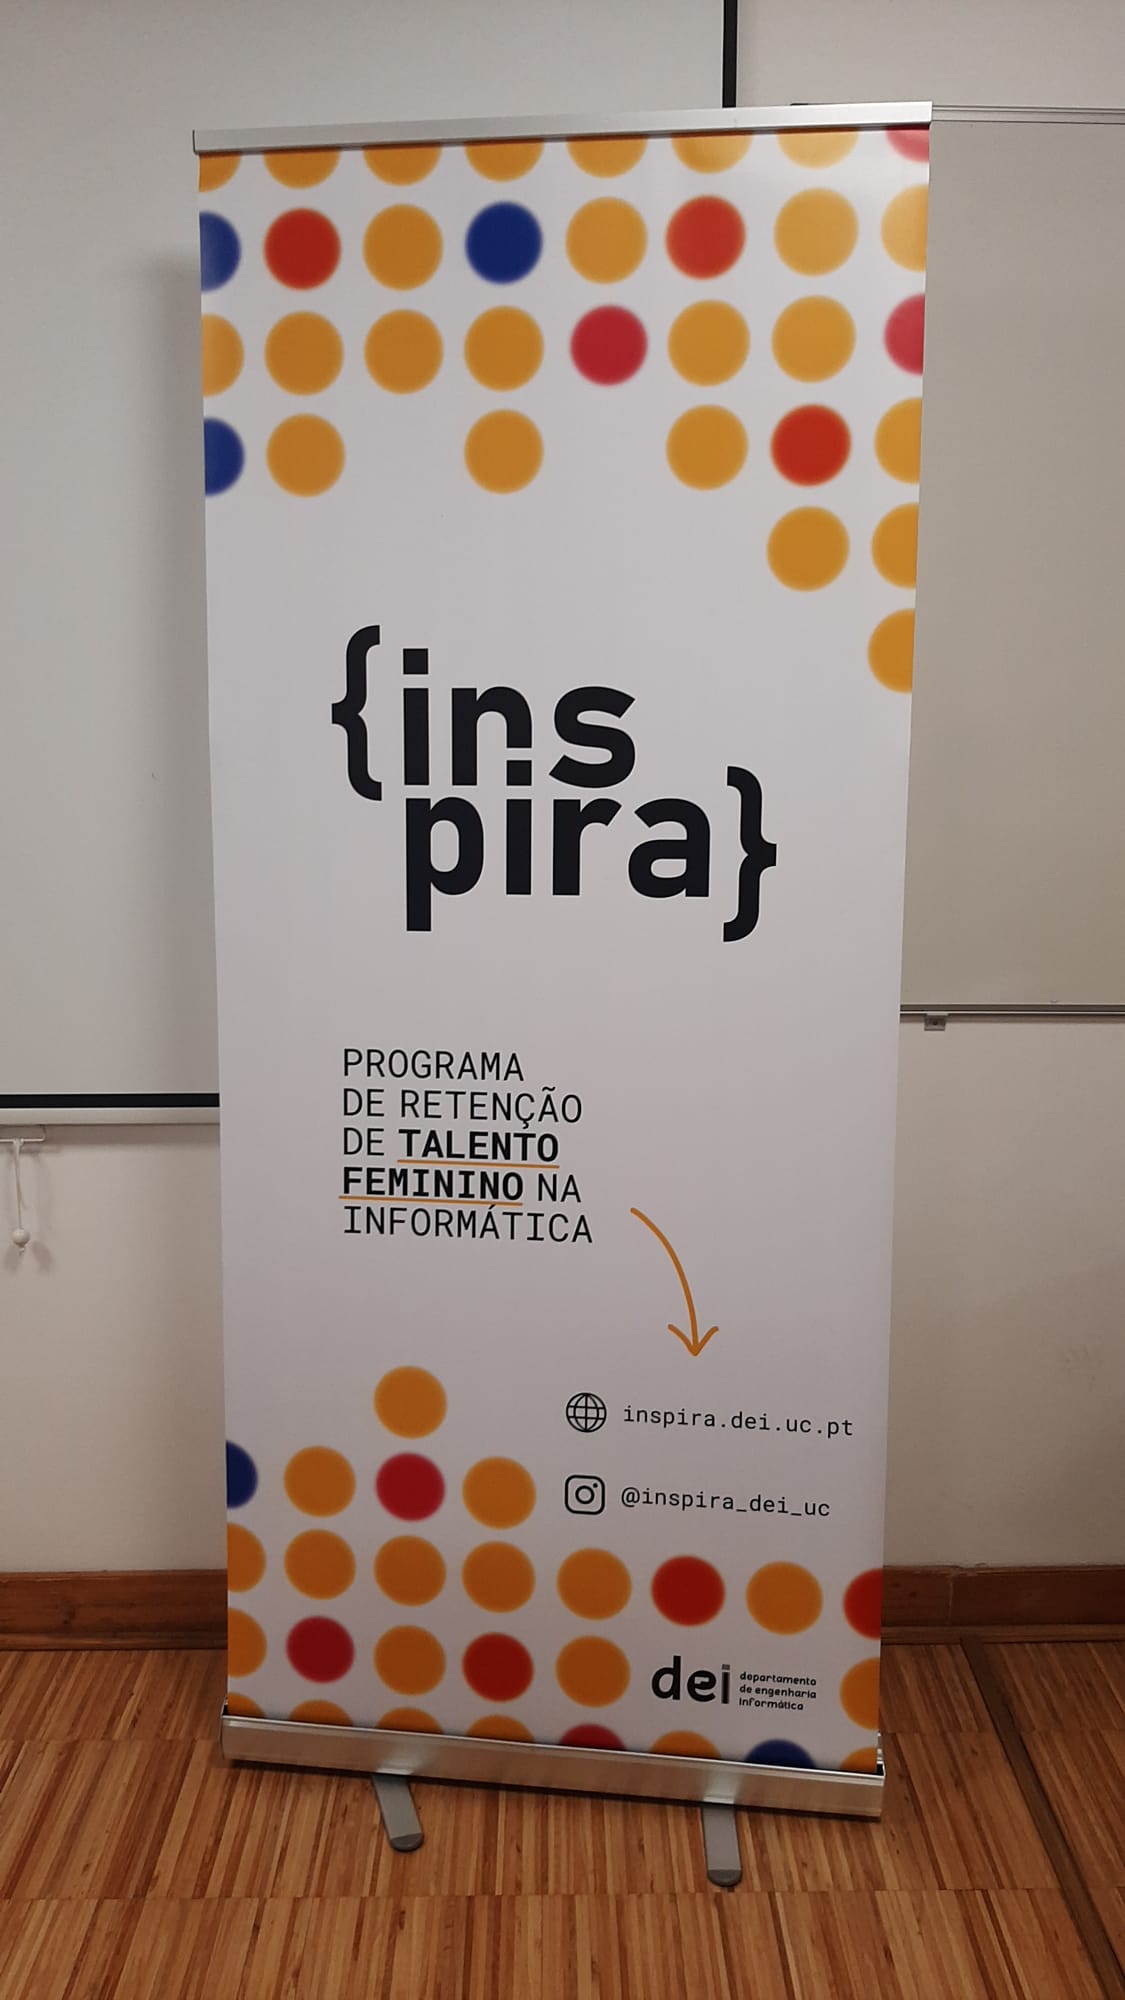 {ins
pira}
PROGRAMA
DE RETENÇÃO
DE TALENTO
FEMININO NA
INFORMÁTICA
inspira.dei.uc.pt
@inspira_dei_uc
dei
departamento
de engenharia
informática